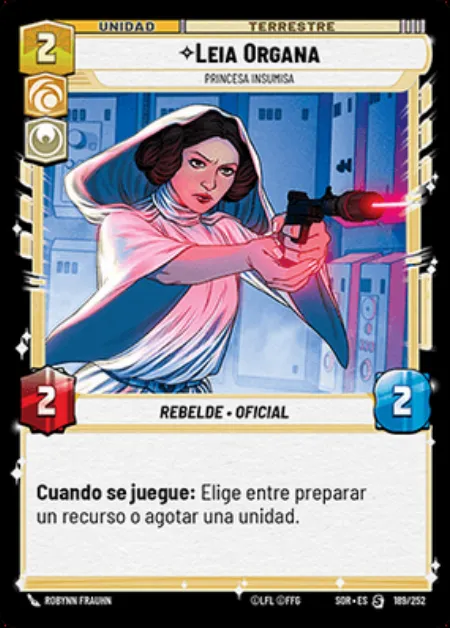 UNIDAD TERRESTRE
2
✧LEIA ORGANA
PRINCESA INSUMISA
2
REBELDE • OFICIAL
2
Cuando se juegue: Elige entre preparar
un recurso o agotar una unidad.
ROBYNN FRAUHN ©LFL ©FFG SOR • ES S 189/252